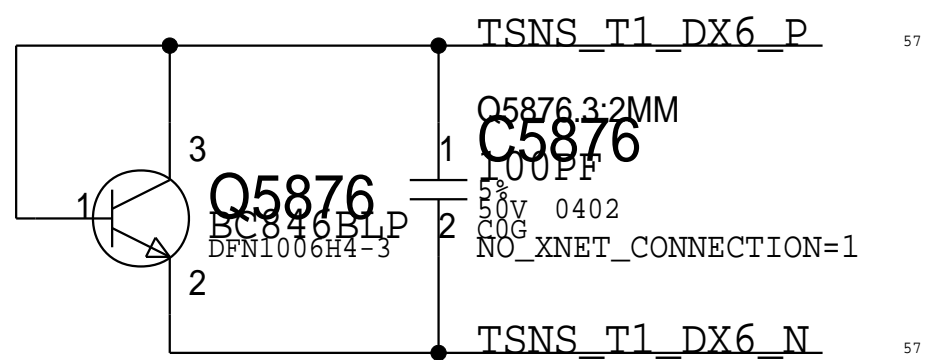 TSNS_T1_DX6_P 57
Q5876.3:2MM
C5876
1
100PF
5%
50V 0402
C0G
2
NO_XNET_CONNECTION=1
3
1
Q5876
BC846BLP
DFN1006H4-3
2
TSNS_T1_DX6_N 57